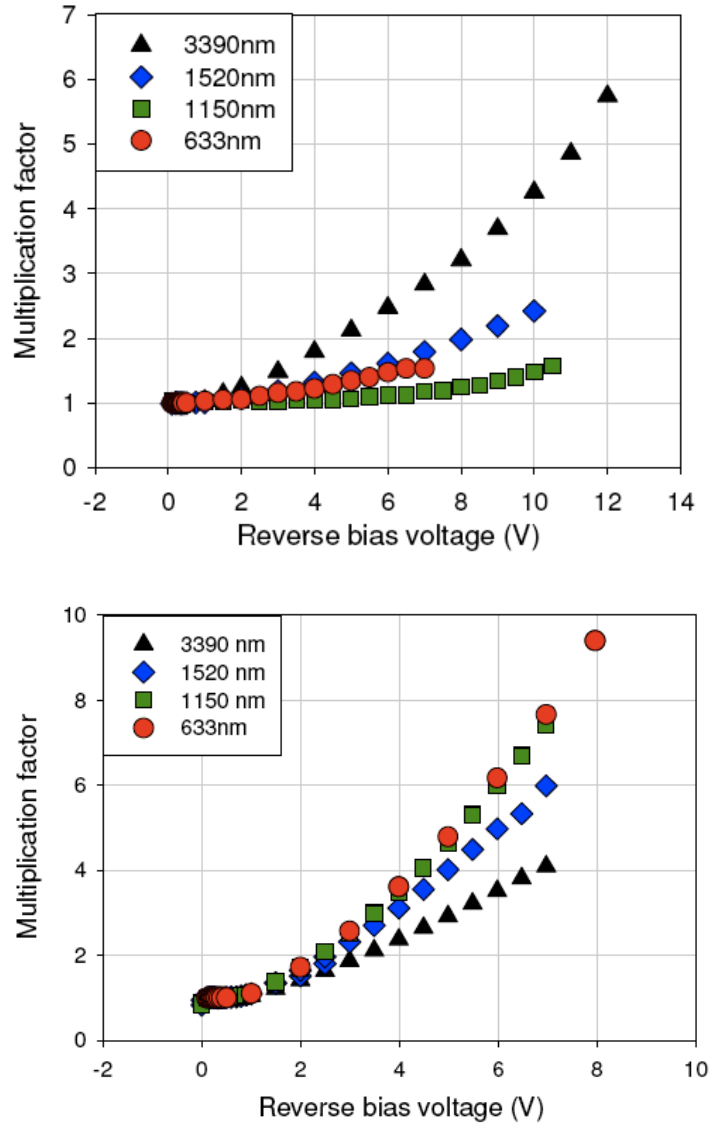 7
6
5
4
3
2
1
0
Multiplication factor
3390nm
1520nm
1150nm
633nm
-2 0 2 4 6 8 10 12 14
Reverse bias voltage (V)
10
8
6
4
2
0
Multiplication factor
3390 nm
1520 nm
1150 nm
633nm
-2 0 2 4 6 8 10
Reverse bias voltage (V)